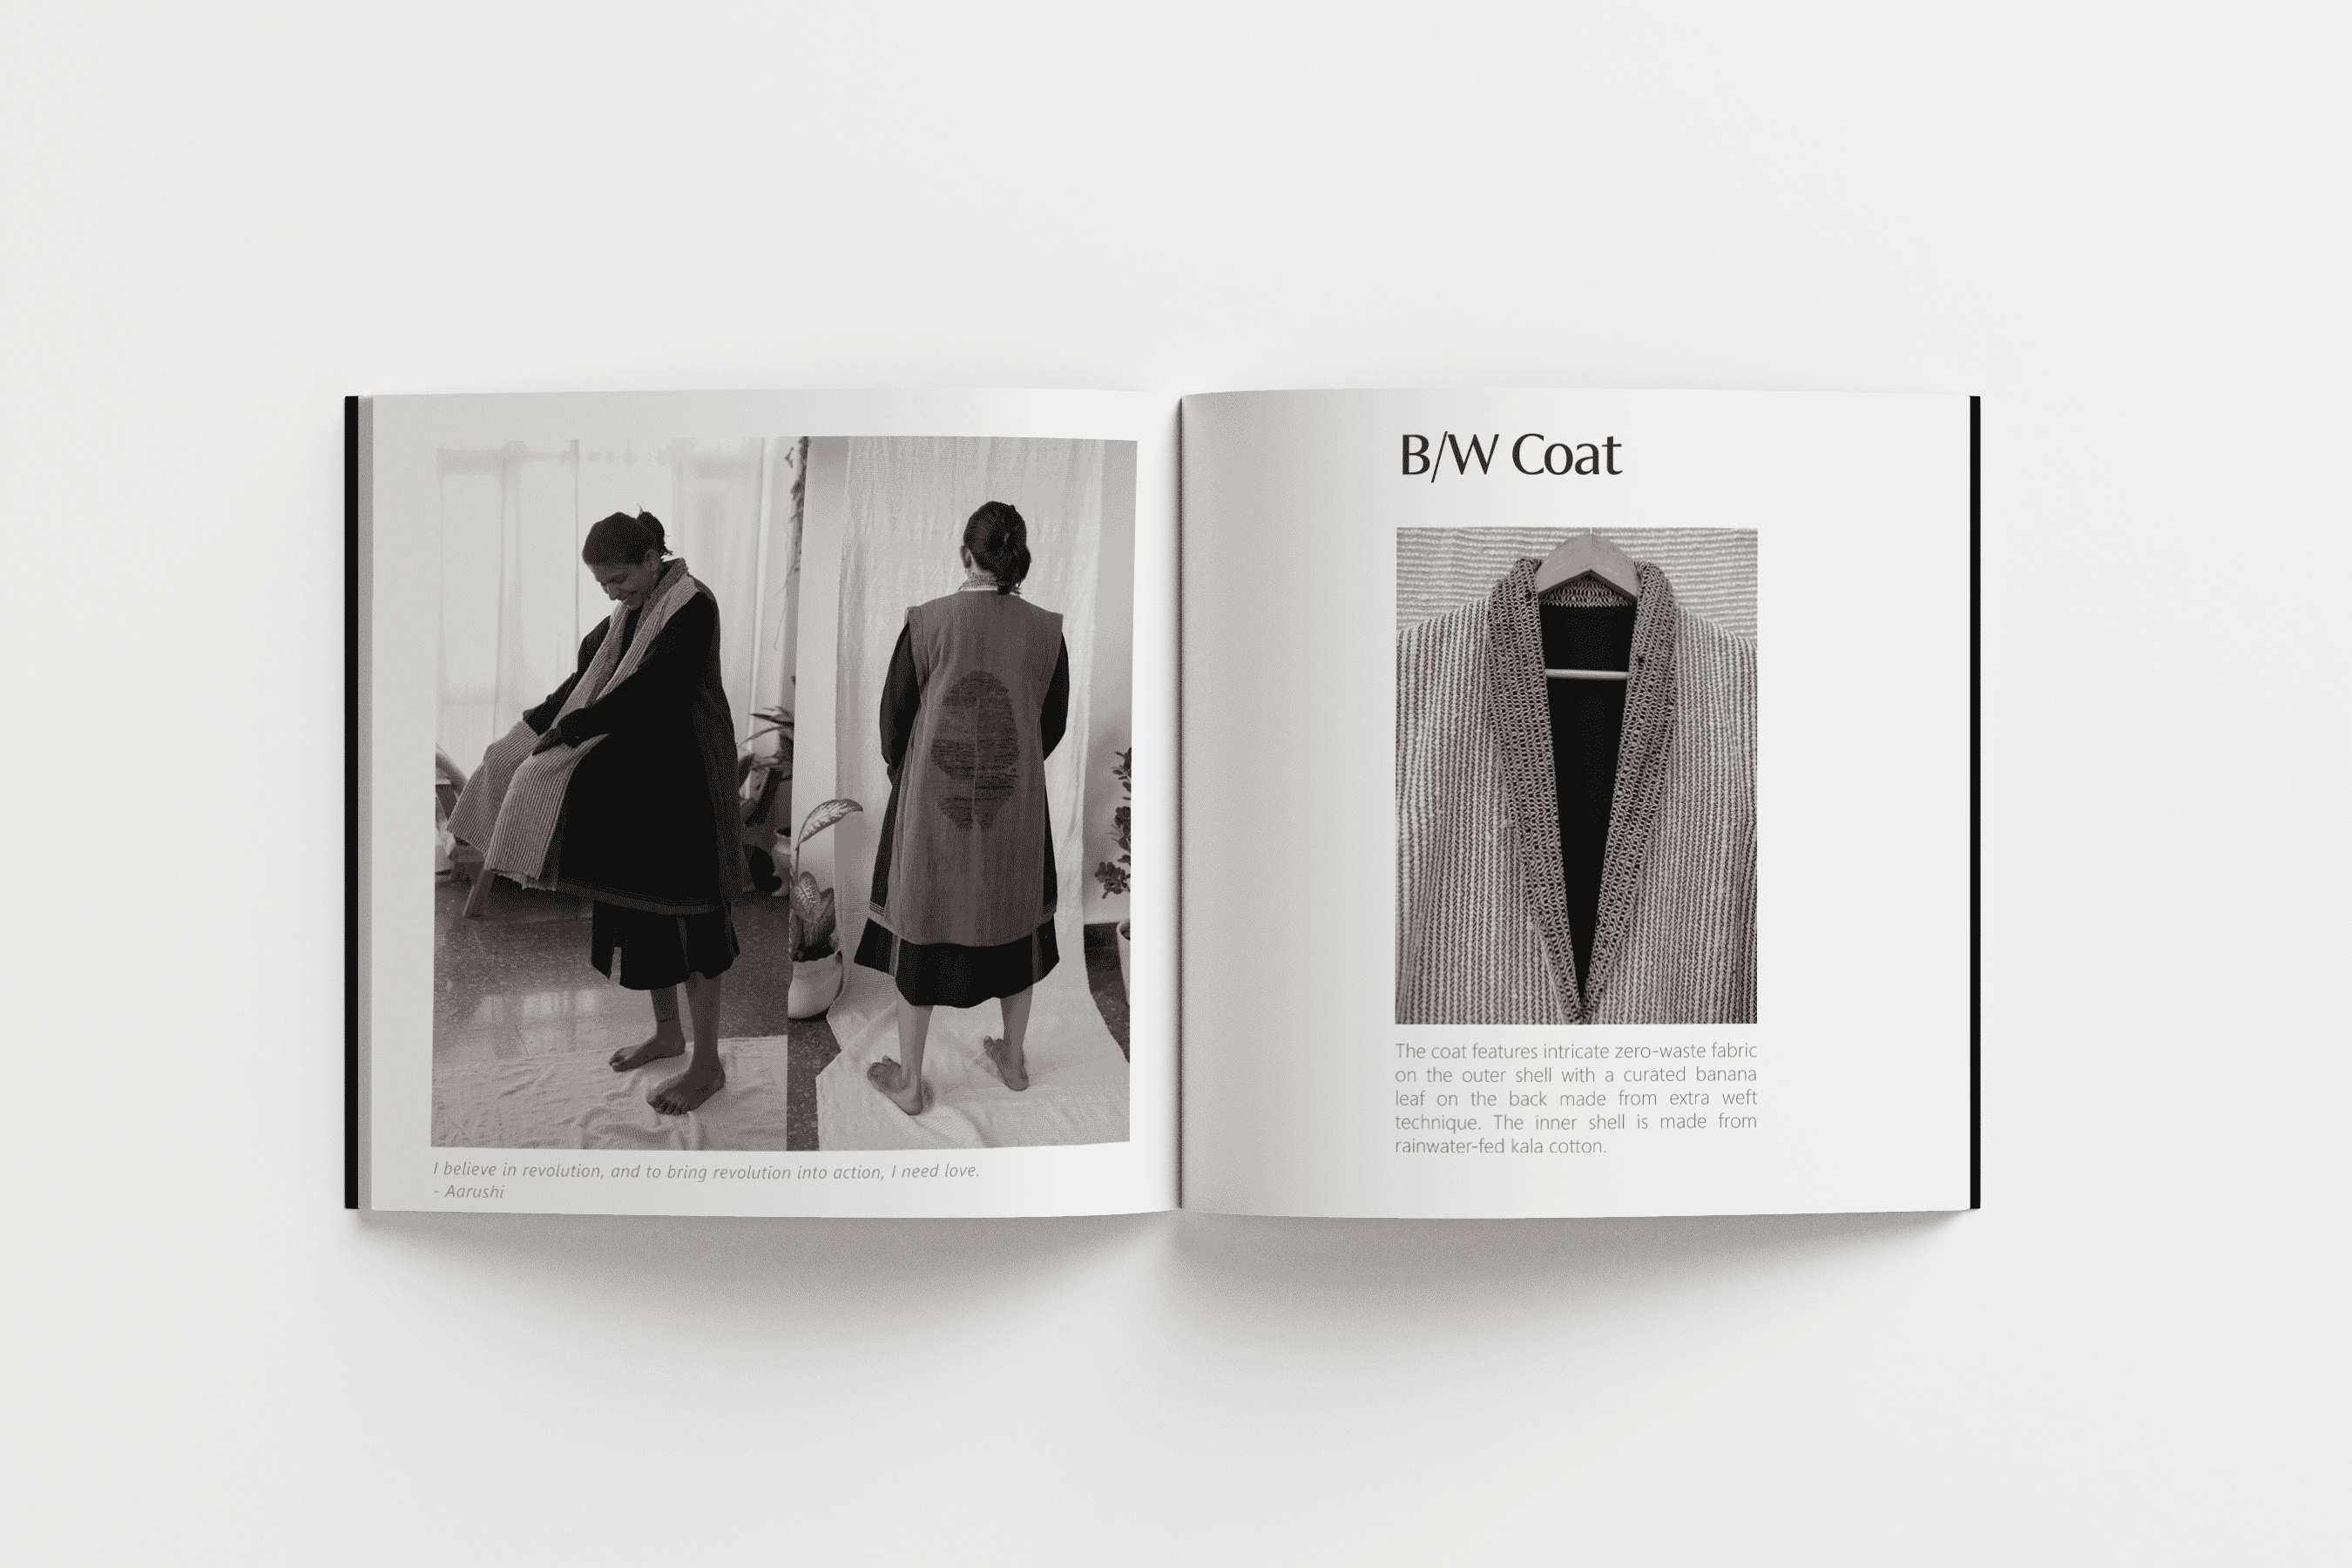 I believe in revolution, and to bring revolution into action, I need love.
- Aarushi
B/W Coat
The coat features intricate zero-waste fabric
on the outer shell with a curated banana
leaf on the back made from extra weft
technique. The inner shell is made from
rainwater-fed kala cotton.